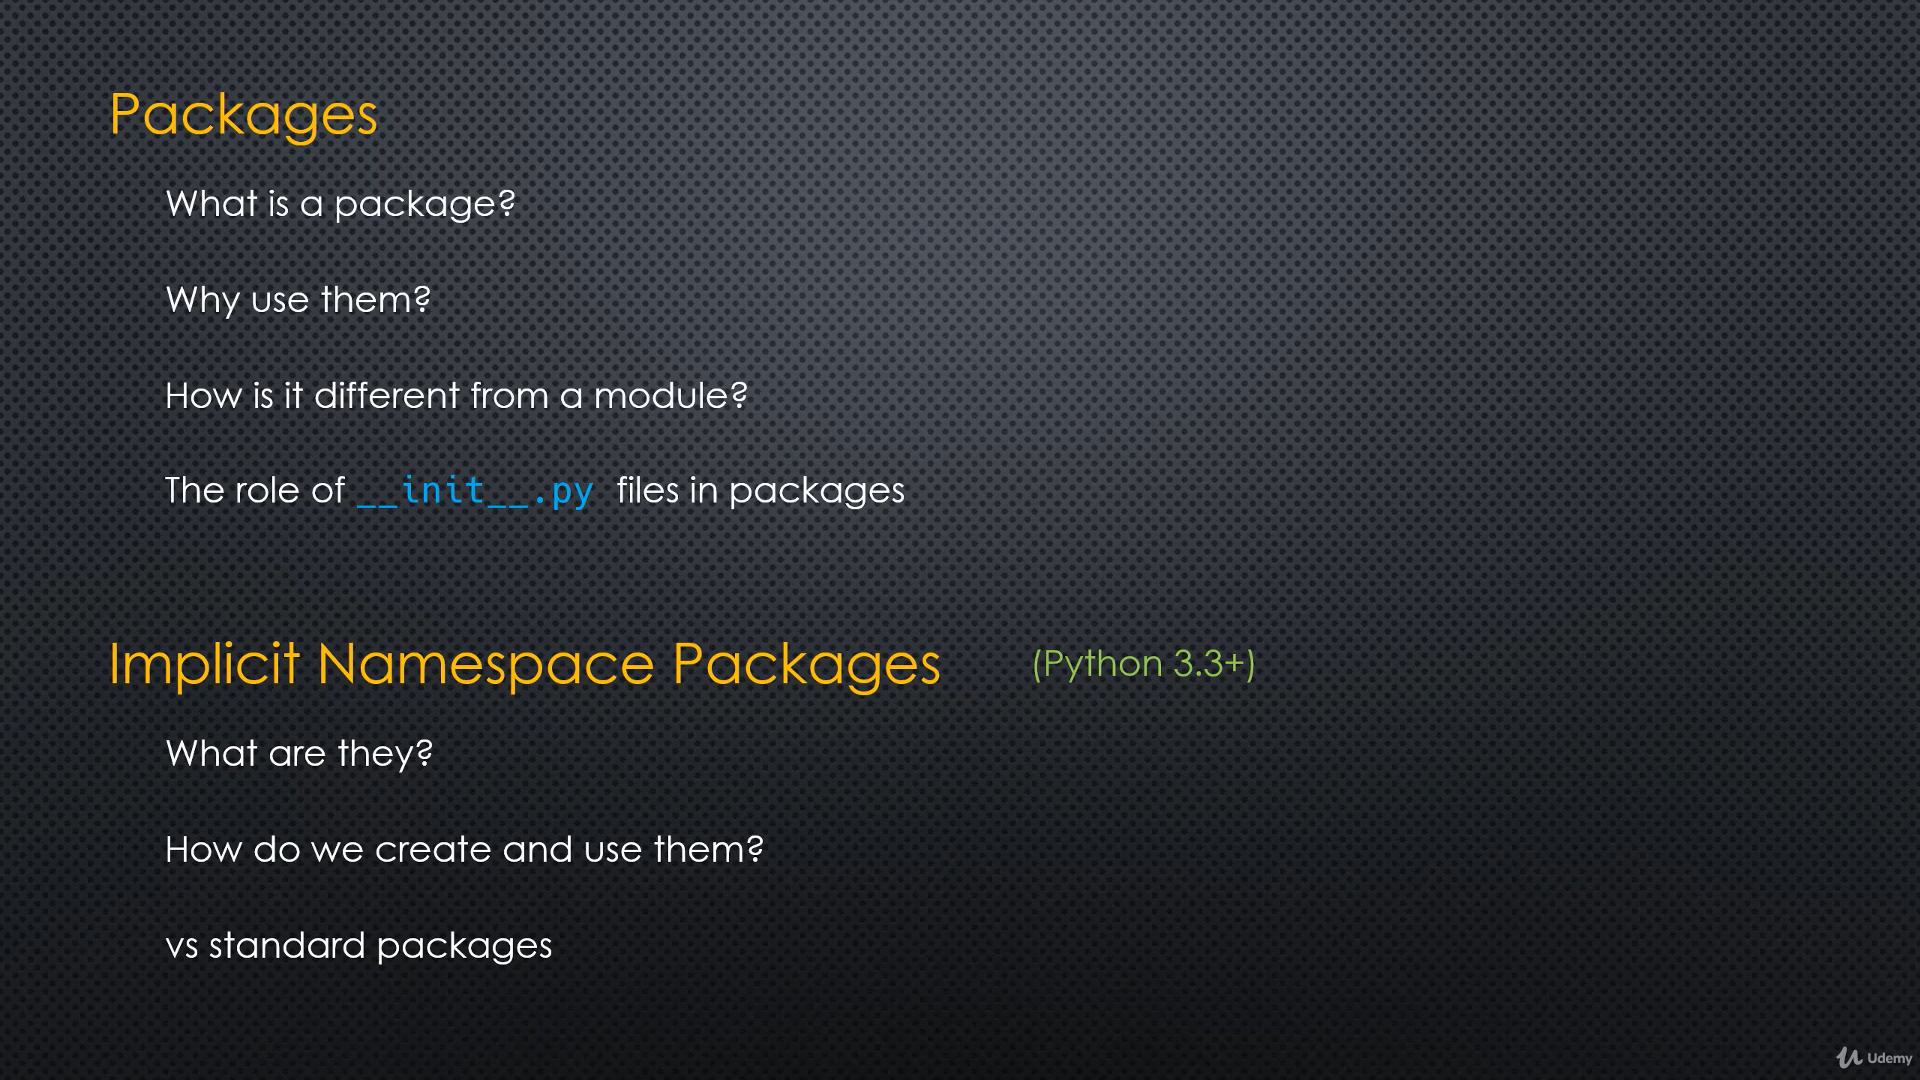 Packages
What is a package?
Why use them?
How is it different from a module?
The role of __init__.py files in packages
Implicit Namespace Packages (Python 3.3+)
What are they?
How do we create and use them?
vs standard packages
Udemy